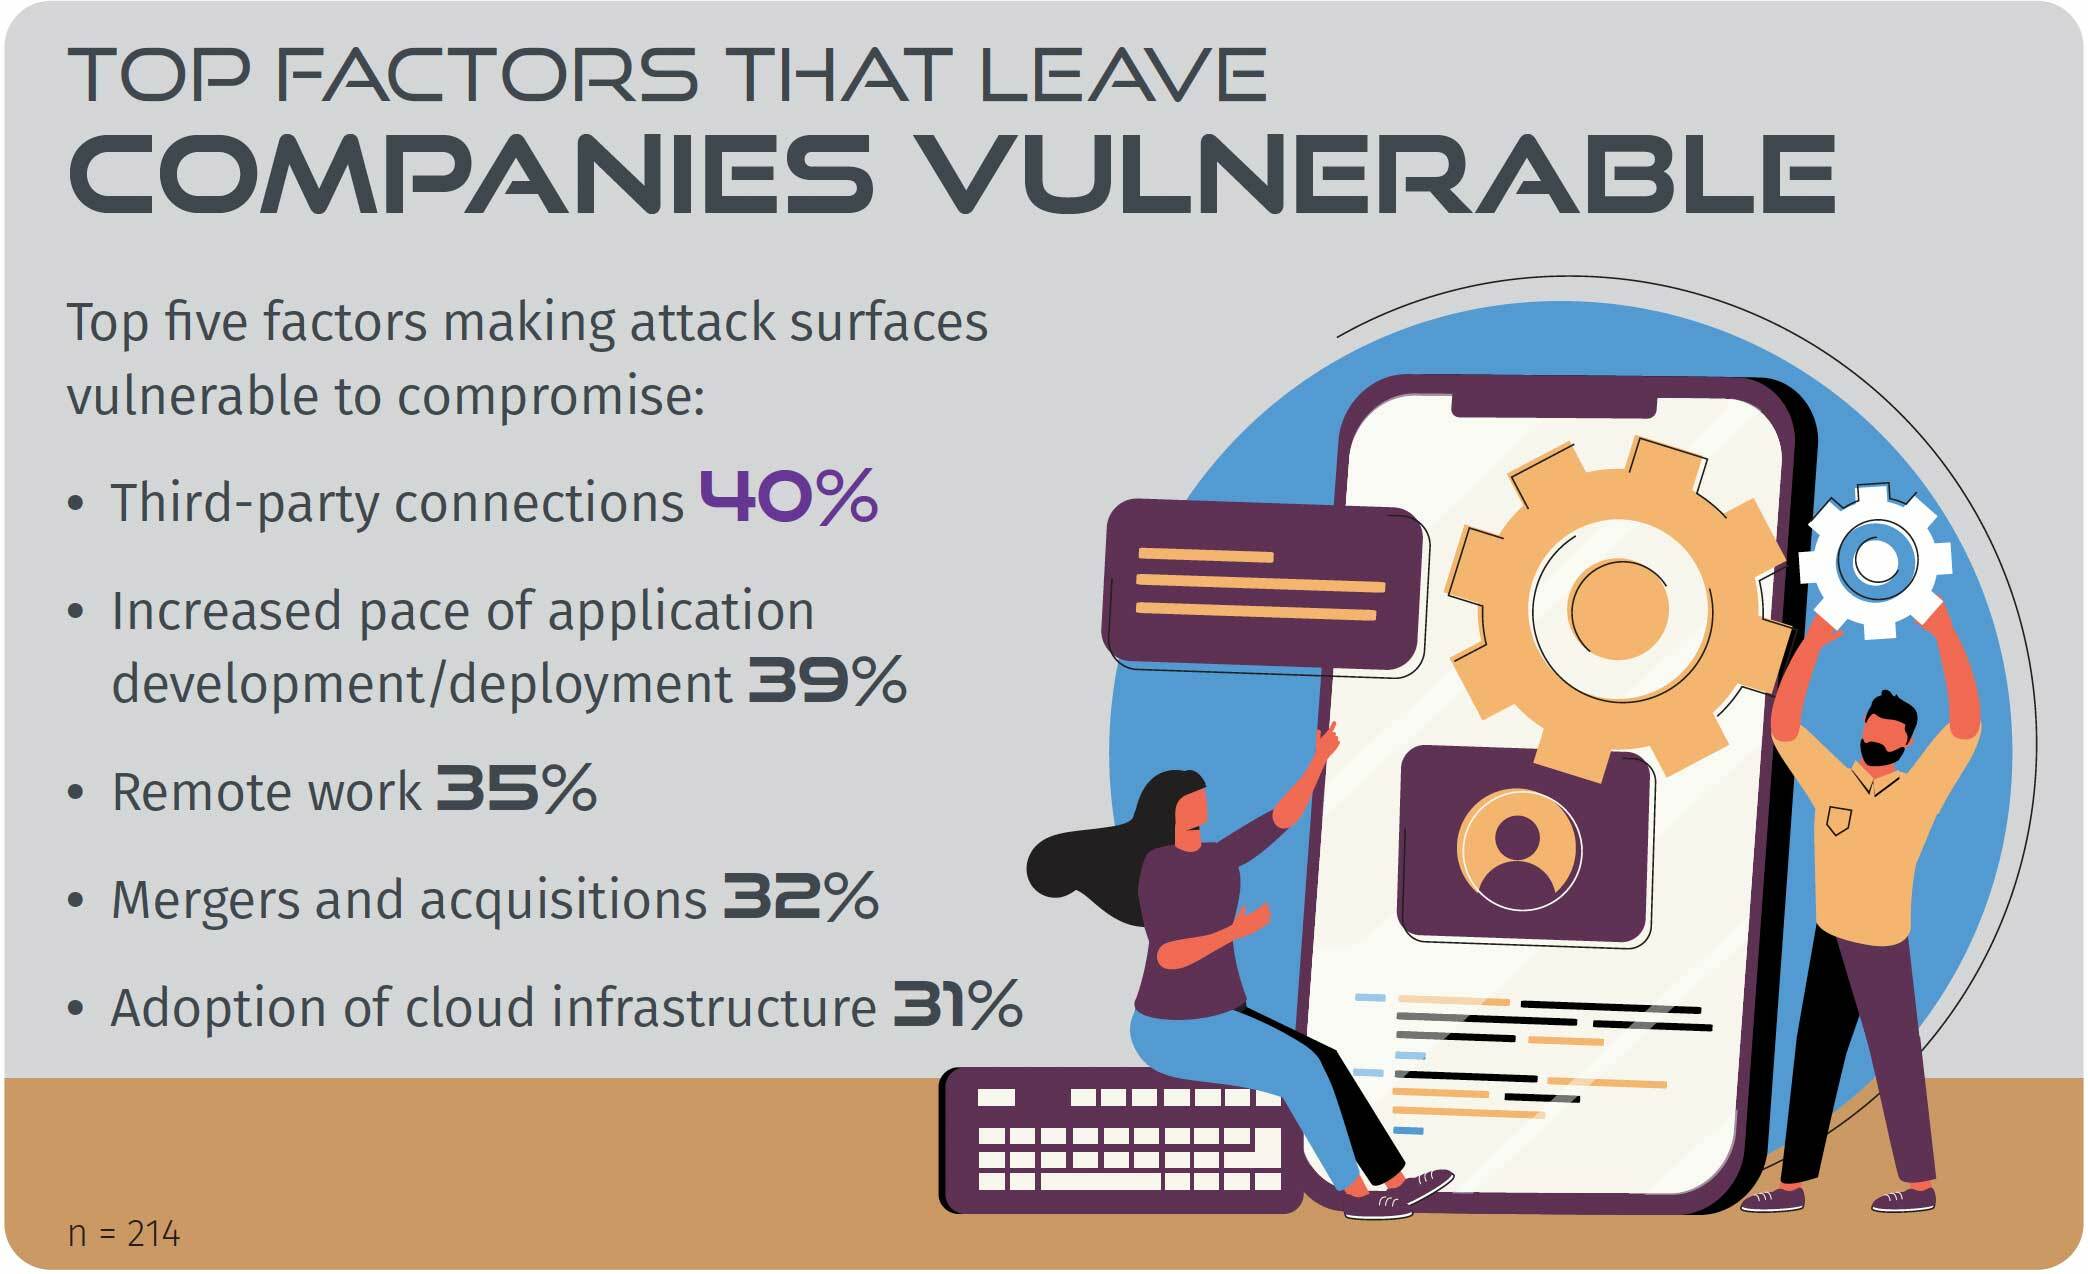 TOP FACTORS THAT LEAVE
COMPANIES VULNERABLE
Top five factors making attack surfaces
vulnerable to compromise:
• Third-party connections 40%
• Increased pace of application
development/deployment 39%
• Remote work 35%
• Mergers and acquisitions 32%
• Adoption of cloud infrastructure 31%
n = 214